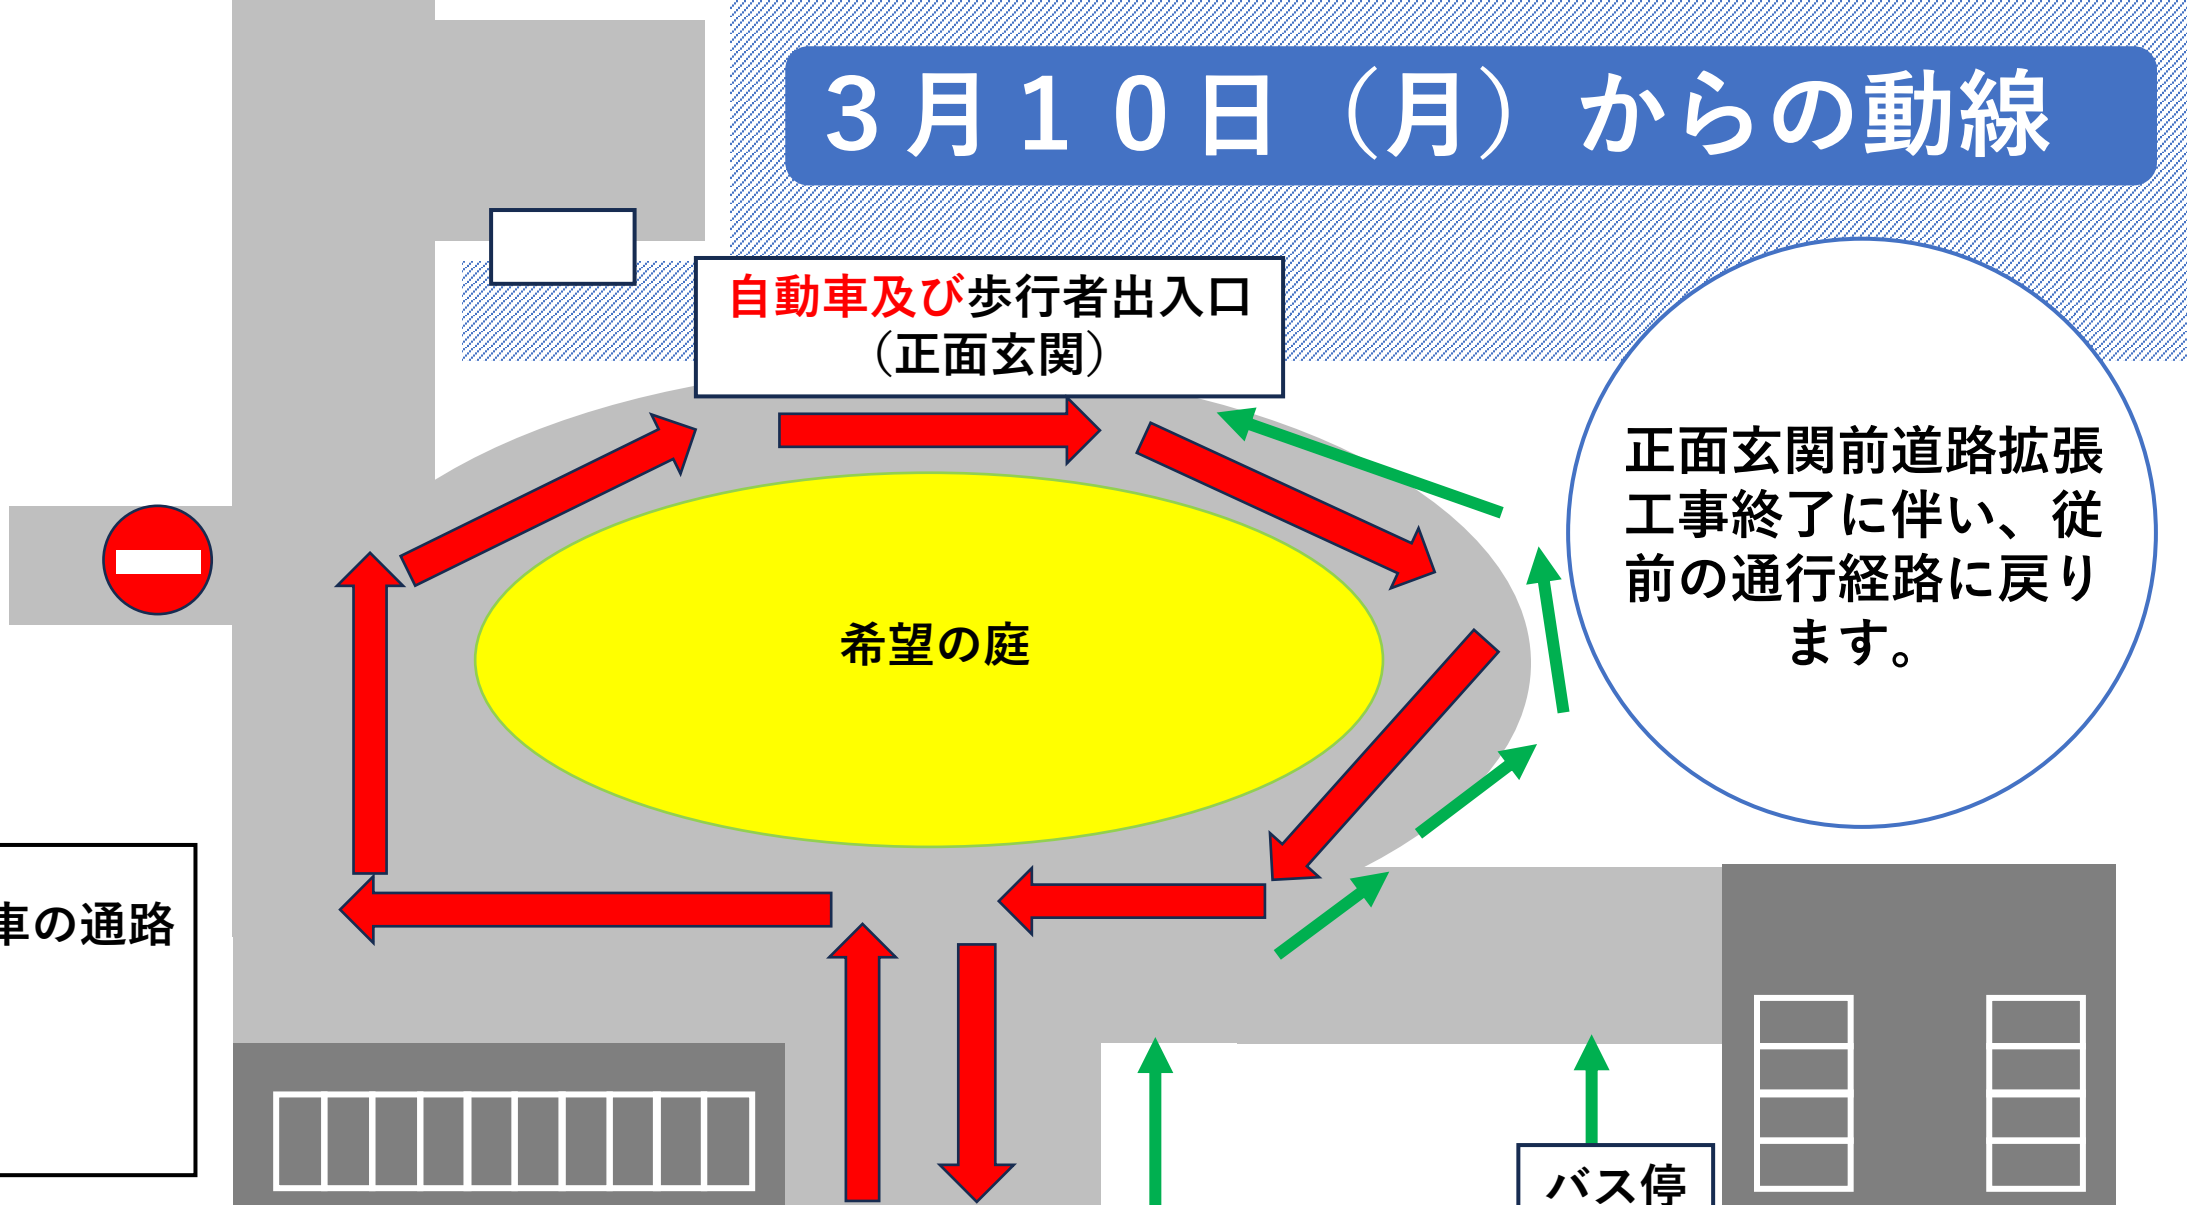 ３月１０日（月）からの動線
自動車及び歩行者出入口
（正面玄関）
正面玄関前道路拡張
工事終了に伴い、従
前の通行経路に戻り
ます。
希望の庭
車の通路
バス停